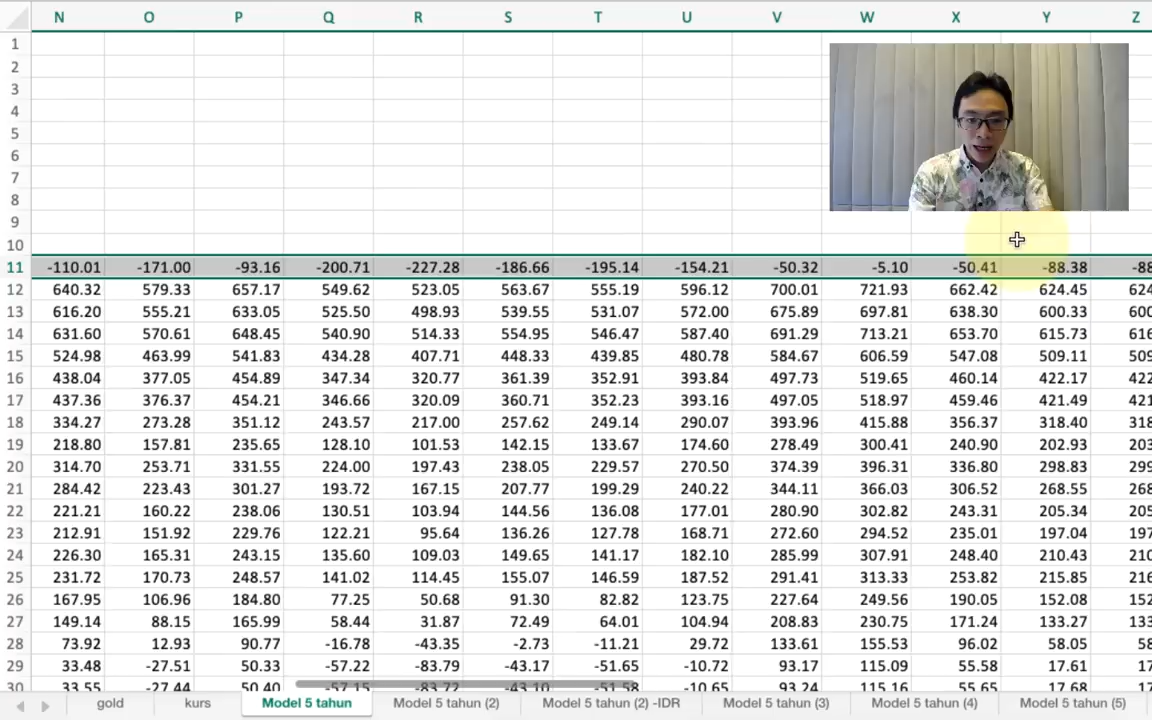 N O P Q R S T U V W X Y Z
1
2
3
4
5
6
7
8
9
10
11 -110.01 -171.00 -93.16 -200.71 -227.28 -186.66 -195.14 -154.21 -50.32 -5.10 -50.41 -88.38 -88
12 640.32 579.33 657.17 549.62 523.05 563.67 555.19 596.12 700.01 721.93 662.42 624.45 624
13 616.20 555.21 633.05 525.50 498.93 539.55 531.07 572.00 675.89 697.81 638.30 600.33 600
14 631.60 570.61 648.45 540.90 514.33 554.95 546.47 587.40 691.29 713.21 653.70 615.73 616
15 524.98 463.99 541.83 434.28 407.71 448.33 439.85 480.78 584.67 606.59 547.08 509.11 509
16 438.04 377.05 454.89 347.34 320.77 361.39 352.91 393.84 497.73 519.65 460.14 422.17 422
17 437.36 376.37 454.21 346.66 320.09 360.71 352.23 393.16 497.05 518.97 459.46 421.49 421
18 334.27 273.28 351.12 243.57 217.00 257.62 249.14 290.07 393.96 415.88 356.37 318.40 318
19 218.80 157.81 235.65 128.10 101.53 142.15 133.67 174.60 278.49 300.41 240.90 202.93 203
20 314.70 253.71 331.55 224.00 197.43 238.05 229.57 270.50 374.39 396.31 336.80 298.83 299
21 284.42 223.43 301.27 193.72 167.15 207.77 199.29 240.22 344.11 366.03 306.52 268.55 268
22 221.21 160.22 238.06 130.51 103.94 144.56 136.08 177.01 280.90 302.82 243.31 205.34 205
23 212.91 151.92 229.76 122.21 95.64 136.26 127.78 168.71 272.60 294.52 235.01 197.04 197
24 226.30 165.31 243.15 135.60 109.03 149.65 141.17 182.10 285.99 307.91 248.40 210.43 210
25 231.72 170.73 248.57 141.02 114.45 155.07 146.59 187.52 291.41 313.33 253.82 215.85 216
26 167.95 106.96 184.80 77.25 50.68 91.30 82.82 123.75 227.64 249.56 190.05 152.08 152
27 149.14 88.15 165.99 58.44 31.87 72.49 64.01 104.94 208.83 230.75 171.24 133.27 133
28 73.92 12.93 90.77 -16.78 -43.35 -2.73 -11.21 29.72 133.61 155.53 96.02 58.05 58
29 33.48 -27.51 50.33 -57.22 -83.79 -43.17 -51.65 -10.72 93.17 115.09 55.58 17.61 17
30 33.55 -27.44 50.40 -57.15 -83.72 -43.10 -51.58 -10.65 93.24 115.16 55.65 17.68 17
gold kurs Model 5 tahun Model 5 tahun (2) Model 5 tahun (2) -IDR Model 5 tahun (3) Model 5 tahun (4) Model 5 tahun (5)